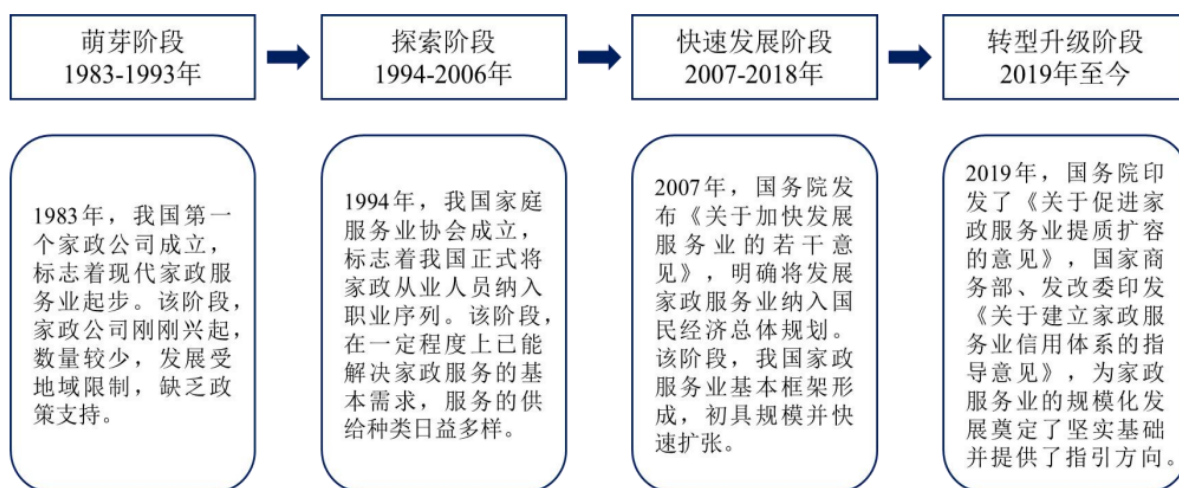 萌芽阶段
1983-1993年
探索阶段
1994-2006年
快速发展阶段
2007-2018年
转型升级阶段
2019年至今
1983年，我国第一
个家政公司成立，
标志着现代家政服
务业起步。该阶段，
家政公司刚刚兴起，
数量较少，发展受
地域限制，缺乏政
策支持。
1994年，我国家庭
服务业协会成立，
标志着我国正式将
家政从业人员纳入
职业序列。该阶段，
在一定程度上已能
解决家政服务的基
本需求，服务的供
给种类日益多样。
2007年，国务院发
布《关于加快发展
服务业的若干意
见》，明确将发展
家政服务业纳入国
民经济总体规划。
该阶段，我国家政
服务业基本框架形
成，初具规模并快
速扩张。
2019年，国务院印
发了《关于促进家
政服务业提质扩容
的意见》，国家商
务部、发改委印发
《关于建立家政服
务业信用体系的指
导意见》，为家政
服务业的规模化发
展奠定了坚实基础
并提供了指引方向。